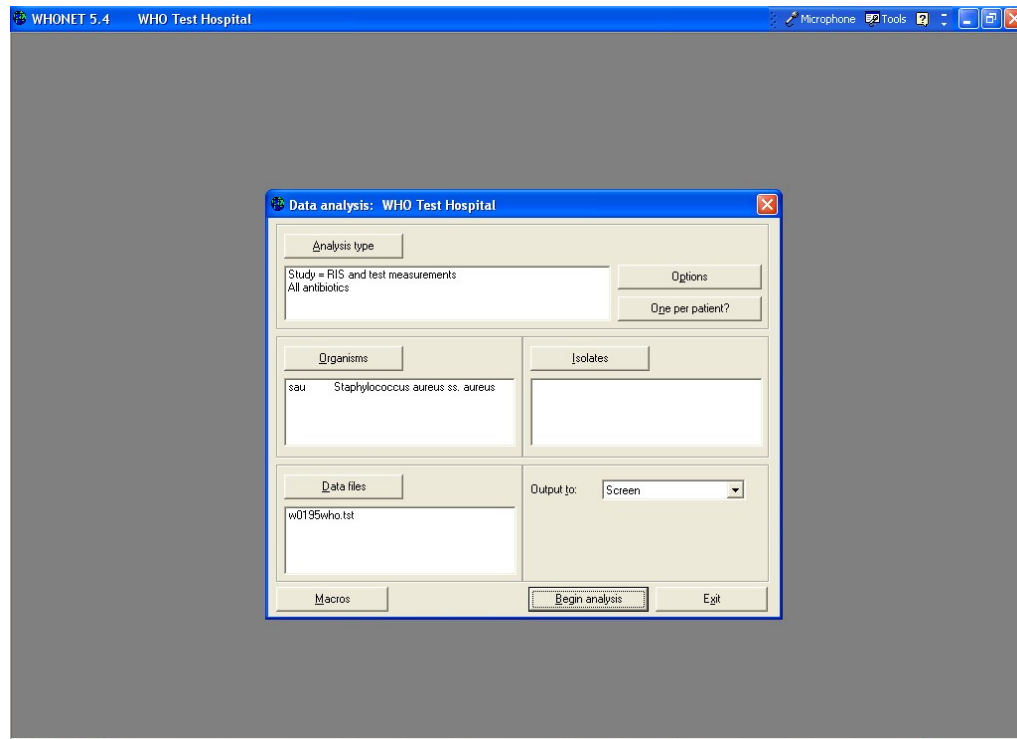 WHONET 5.4 WHO Test Hospital
Microphone Tools
Data analysis: WHO Test Hospital
Analysis type
Study = RIS and test measurements
All antibiotics
Options
One per patient?
Organisms
Isolates
sau Staphylococcus aureus ss. aureus
Data files
Output to: Screen
w0195who.tst
Macros
Begin analysis
Exit